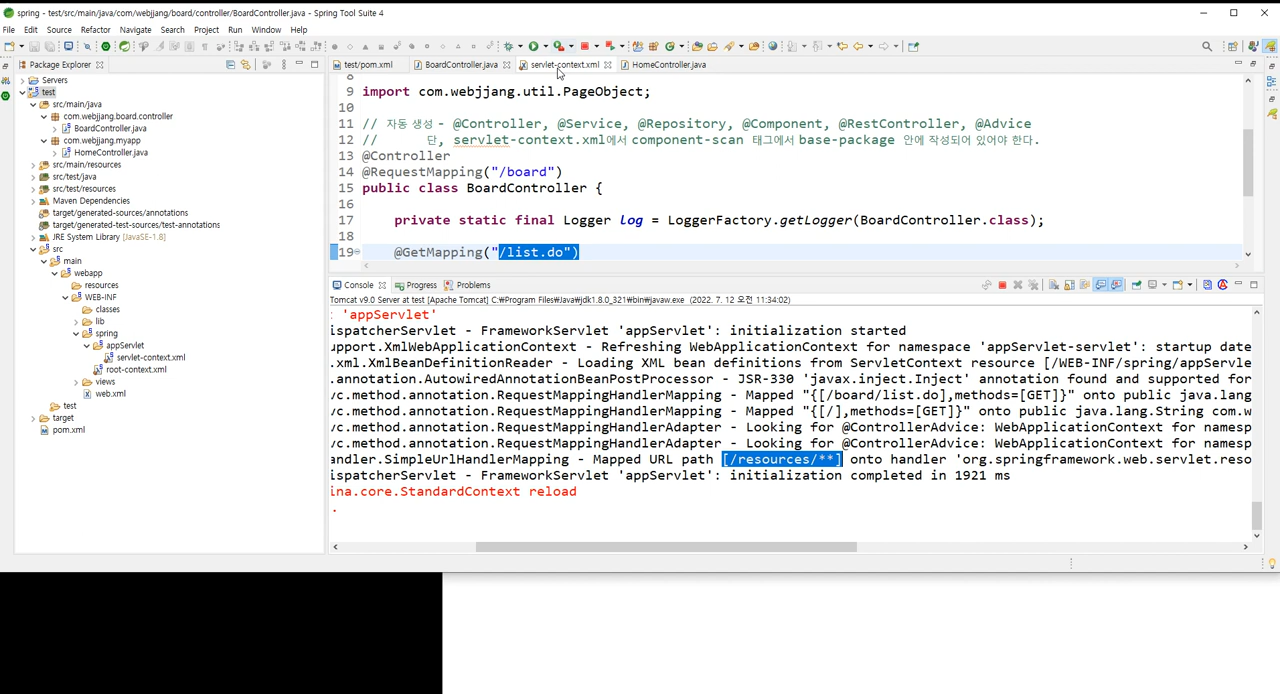 spring - test/src/main/java/com/webjjang/board/controller/BoardController.java - Spring Tool Suite 4
File Edit Source Refactor Navigate Search Project Run Window Help
Package Explorer
Servers
test
src/main/java
com.webjjang.board.controller
BoardController.java
com.webjjang.myapp
HomeController.java
src/main/resources
src/test/java
src/test/resources
Maven Dependencies
target/generated-sources/annotations
target/generated-sources/test-annotations
JRE System Library [JavaSE-1.8]
src
main
webapp
resources
WEB-INF
classes
lib
spring
appServlet
servlet-context.xml
root-context.xml
views
web.xml
test
target
pom.xml
test/pom.xml BoardController.java servlet-context.xml HomeController.java
8
9 import com.webjjang.util.PageObject;
10
11 // 자동 생성 - @Controller, @Service, @Repository, @Component, @RestController, @Advice
12 // 단, servlet-context.xml에서 component-scan 태그에서 base-package 안에 작성되어 있어야 한다.
13 @Controller
14 @RequestMapping("/board")
15 public class BoardController {
16
17 private static final Logger log = LoggerFactory.getLogger(BoardController.class);
18
19 @GetMapping("/list.do")
Console Progress Problems
Tomcat v9.0 Server at test [Apache Tomcat] C:₩Program Files₩Java₩jdk1.8.0_321₩bin₩javaw.exe (2022. 7. 12 오전 11:34:02)
: 'appServlet'
ispatcherServlet - FrameworkServlet 'appServlet': initialization started
upport.XmlWebApplicationContext - Refreshing WebApplicationContext for namespace 'appServlet-servlet': startup date
.xml.XmlBeanDefinitionReader - Loading XML bean definitions from ServletContext resource [/WEB-INF/spring/appServle
.annotation.AutowiredAnnotationBeanPostProcessor - JSR-330 'javax.inject.Inject' annotation found and supported for
vc.method.annotation.RequestMappingHandlerMapping - Mapped "{[/board/list.do],methods=[GET]}" onto public java.lang
vc.method.annotation.RequestMappingHandlerMapping - Mapped "{[/],methods=[GET]}" onto public java.lang.String com.w
vc.method.annotation.RequestMappingHandlerAdapter - Looking for @ControllerAdvice: WebApplicationContext for namesp
vc.method.annotation.RequestMappingHandlerAdapter - Looking for @ControllerAdvice: WebApplicationContext for namesp
andler.SimpleUrlHandlerMapping - Mapped URL path [/resources/**] onto handler 'org.springframework.web.servlet.reso
ispatcherServlet - FrameworkServlet 'appServlet': initialization completed in 1921 ms
ina.core.StandardContext reload
.